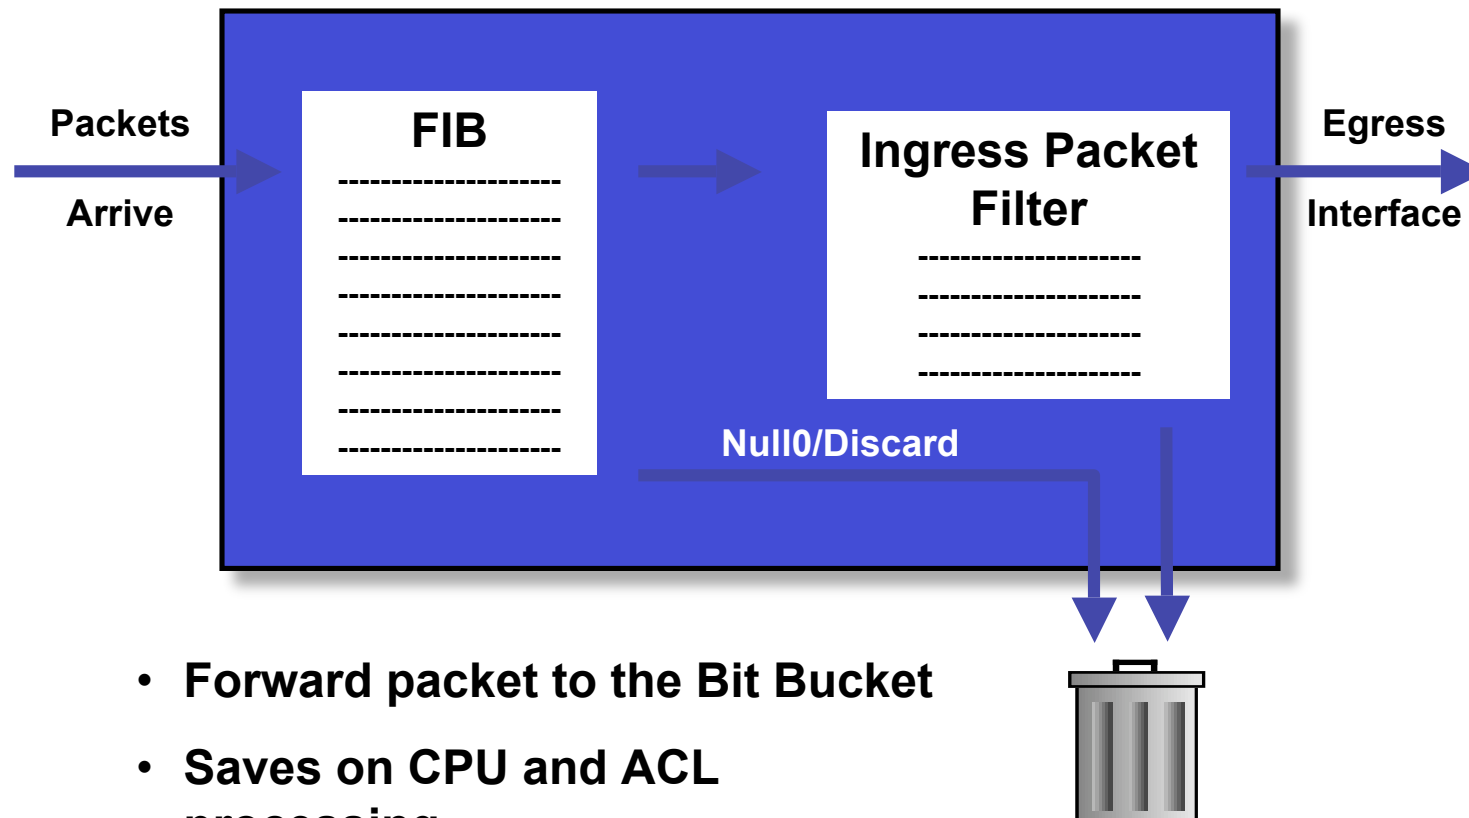 Packets
Arrive
FIB
---------------------
---------------------
---------------------
---------------------
---------------------
---------------------
---------------------
---------------------
Ingress Packet
Filter
---------------------
---------------------
---------------------
---------------------
Egress
Interface
Null0/Discard
• Forward packet to the Bit Bucket
• Saves on CPU and ACL
processing